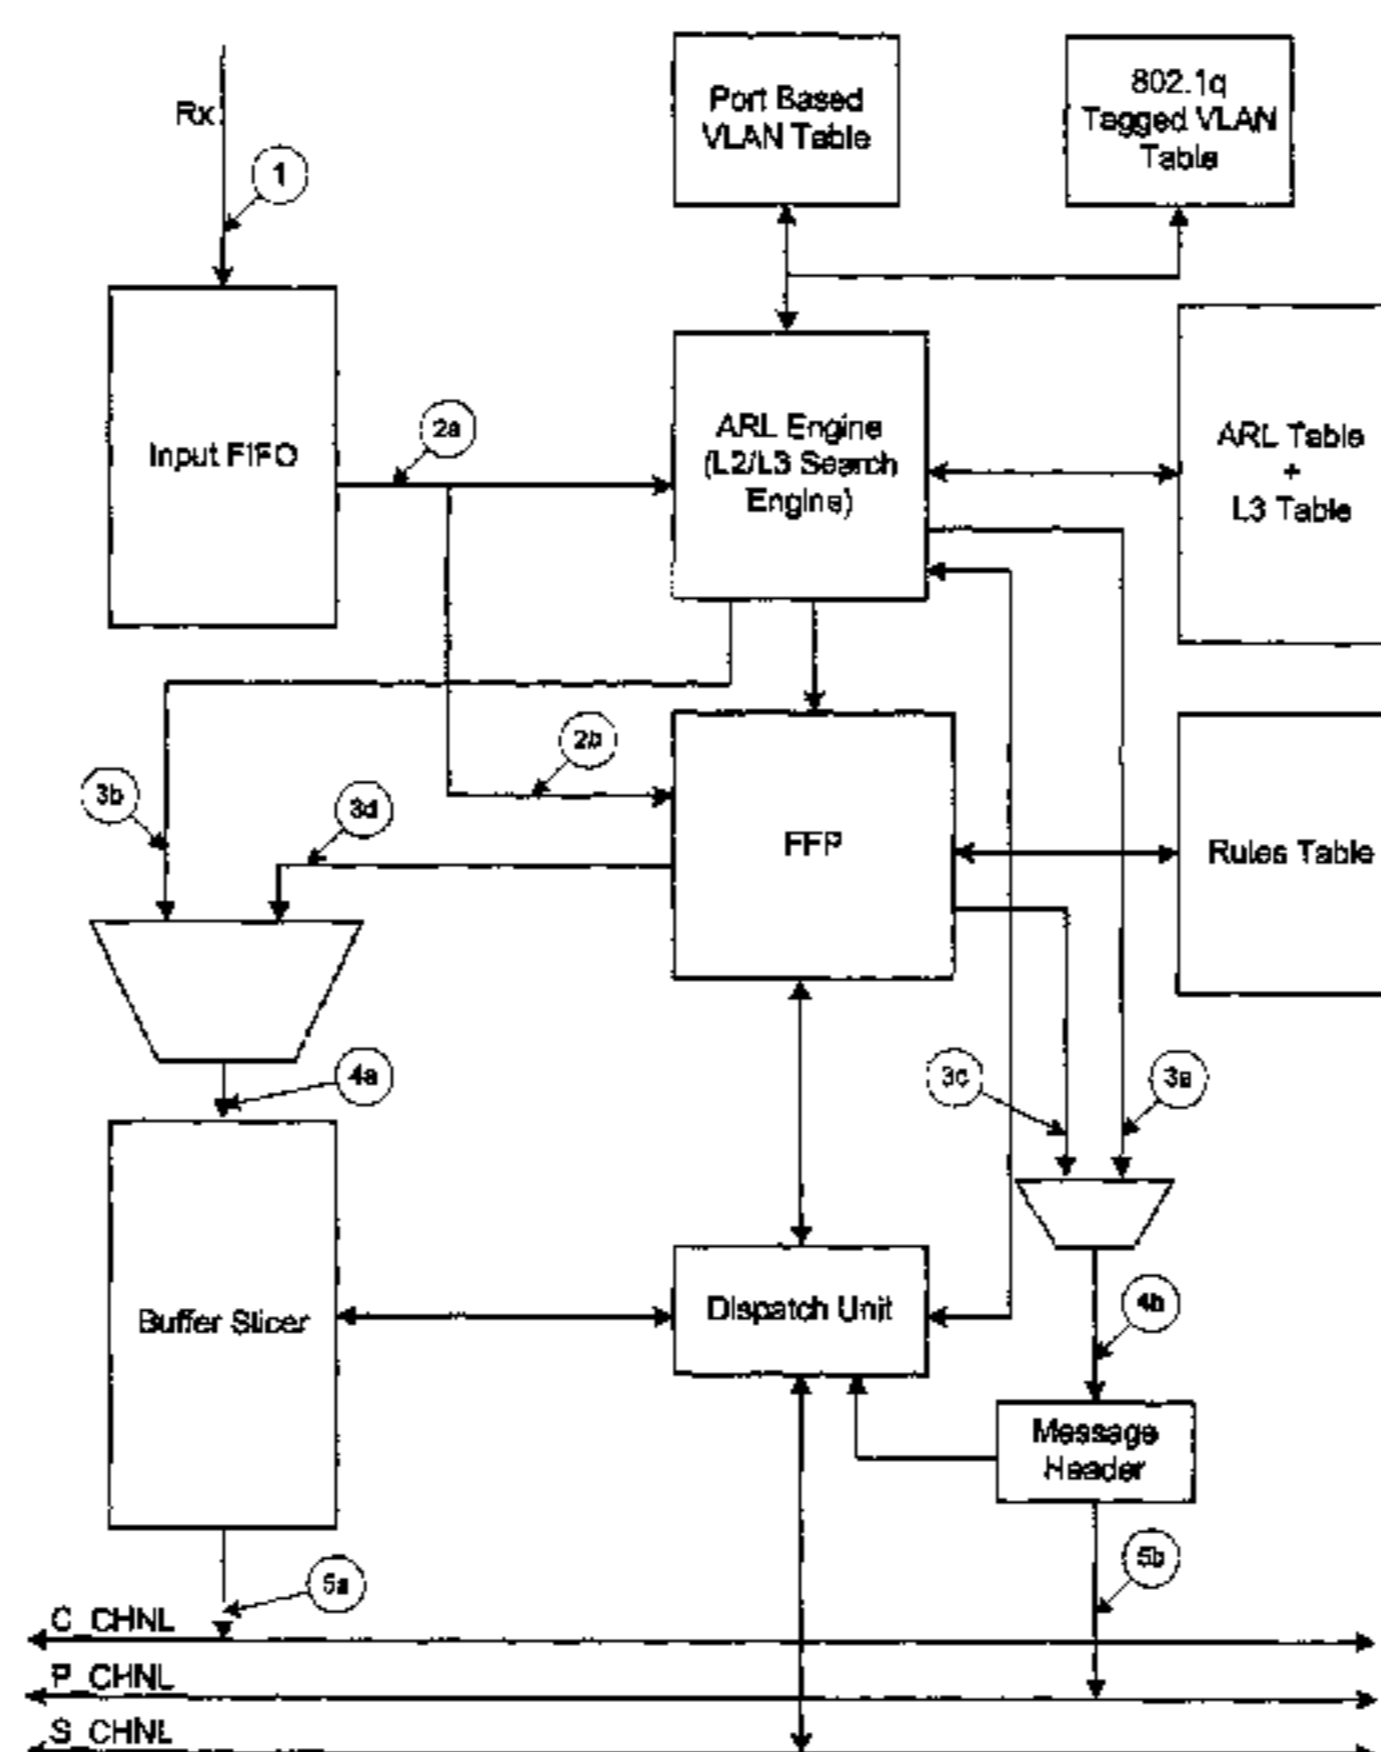 Rx
1
Port Based
VLAN Table
802.1q
Tagged VLAN
Table
Input FIFO
2a
ARL Engine
(L2/L3 Search
Engine)
ARL Table
+
L3 Table
2b
3b
3d
FFP
Rules Table
4a
3c
3a
Buffer Slicer
Dispatch Unit
4b
Message
Header
5a
5b
C_CHNL
P_CHNL
S_CHNL